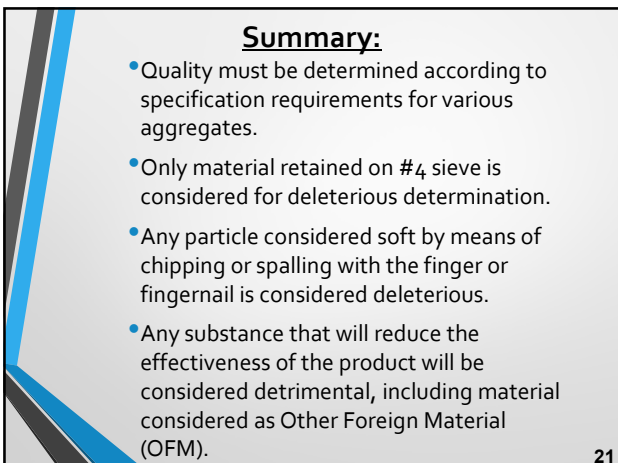 Summary:
•Quality must be determined according to
specification requirements for various
aggregates.
•Only material retained on #4 sieve is
considered for deleterious determination.
•Any particle considered soft by means of
chipping or spalling with the finger or
fingernail is considered deleterious.
•Any substance that will reduce the
effectiveness of the product will be
considered detrimental, including material
considered as Other Foreign Material
(OFM).
21